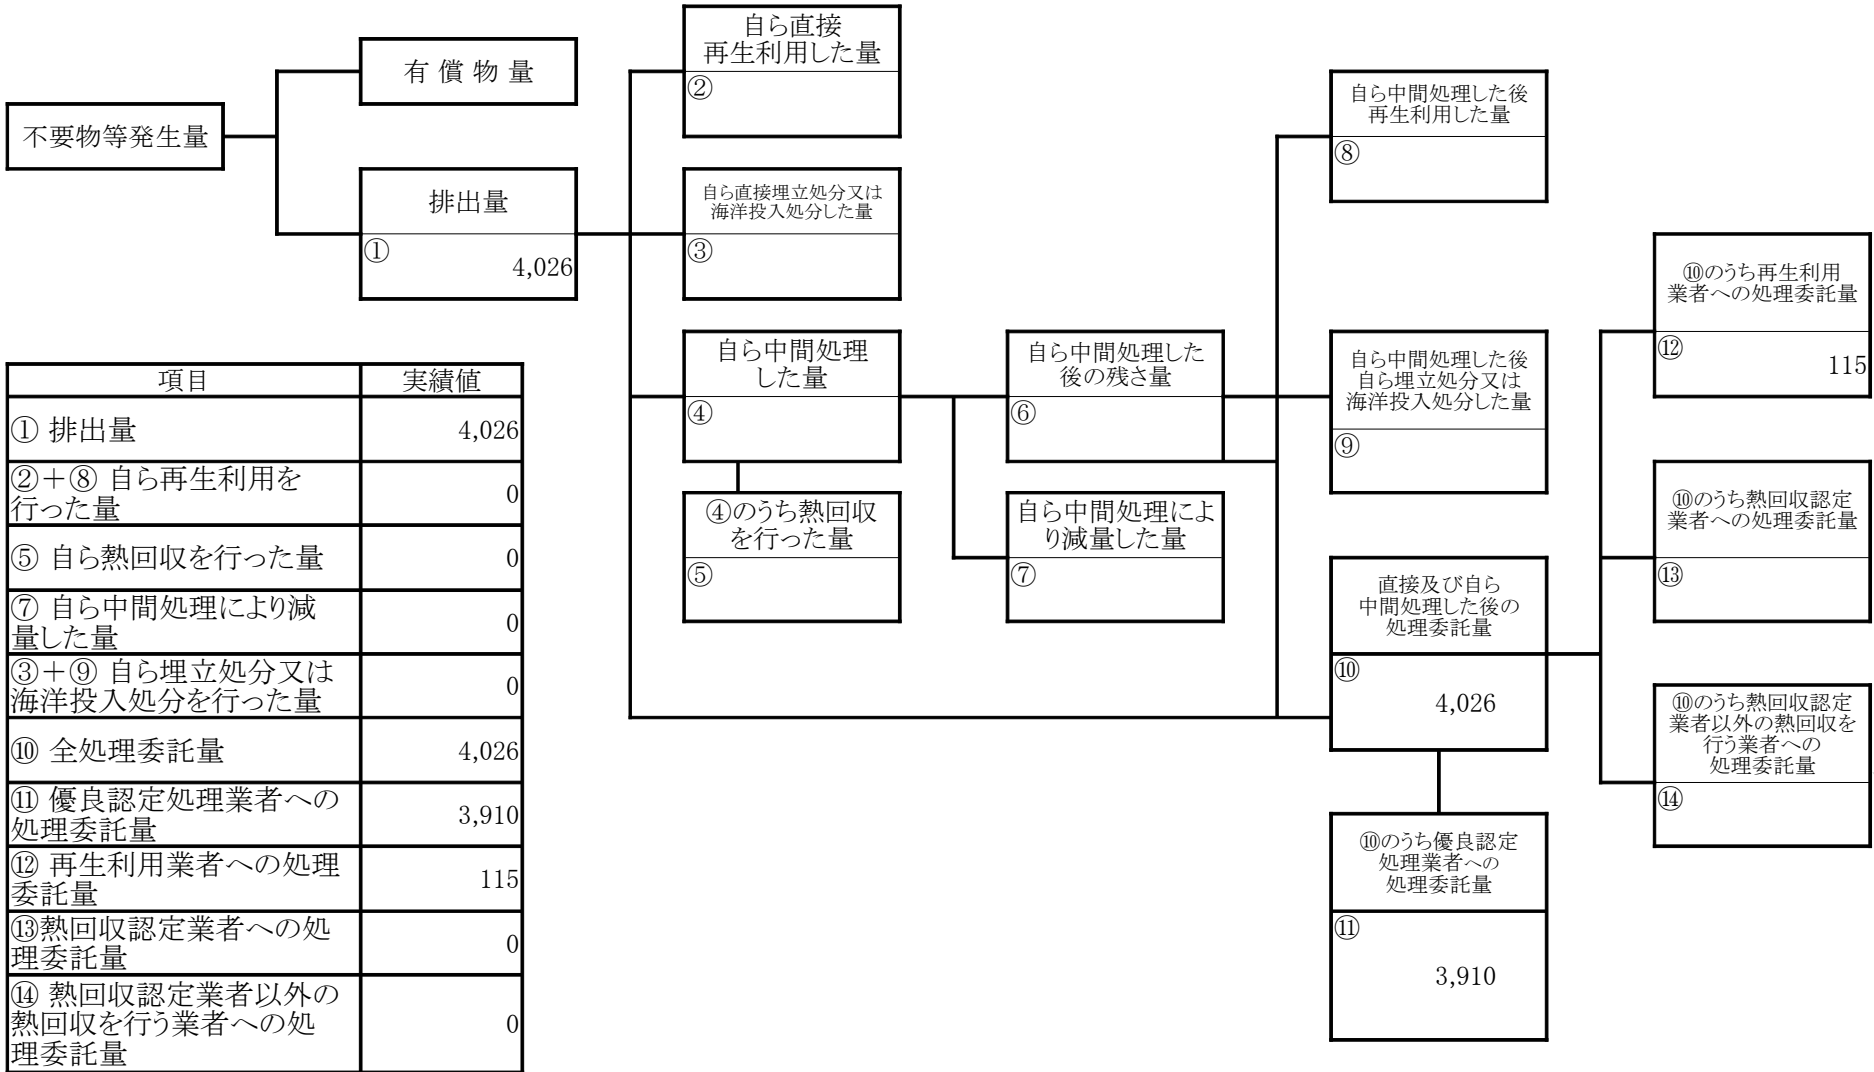 不要物等発生量
有 償 物 量
排出量
①
4,026
自ら直接
再生利用した量
②
自ら直接埋立処分又は
海洋投入処分した量
③
自ら中間処理
した量
④
④のうち熱回収
を行った量
⑤
自ら中間処理した
後の残さ量
⑥
自ら中間処理によ
り減量した量
⑦
自ら中間処理した後
再生利用した量
⑧
自ら中間処理した後
自ら埋立処分又は
海洋投入処分した量
⑨
直接及び自ら
中間処理した後の
処理委託量
⑩
4,026
⑩のうち優良認定
処理業者への
処理委託量
⑪
3,910
⑩のうち再生利用
業者への処理委託量
⑫
115
⑩のうち熱回収認定
業者への処理委託量
⑬
⑩のうち熱回収認定
業者以外の熱回収を
行う業者への
処理委託量
⑭
項目 実績値
① 排出量 4,026
②＋⑧ 自ら再生利用を
行った量 0
⑤ 自ら熱回収を行った量 0
⑦ 自ら中間処理により減
量した量 0
③＋⑨ 自ら埋立処分又は
海洋投入処分を行った量 0
⑩ 全処理委託量 4,026
⑪ 優良認定処理業者への
処理委託量 3,910
⑫ 再生利用業者への処理
委託量 115
⑬熱回収認定業者への処
理委託量 0
⑭ 熱回収認定業者以外の
熱回収を行う業者への処
理委託量 0